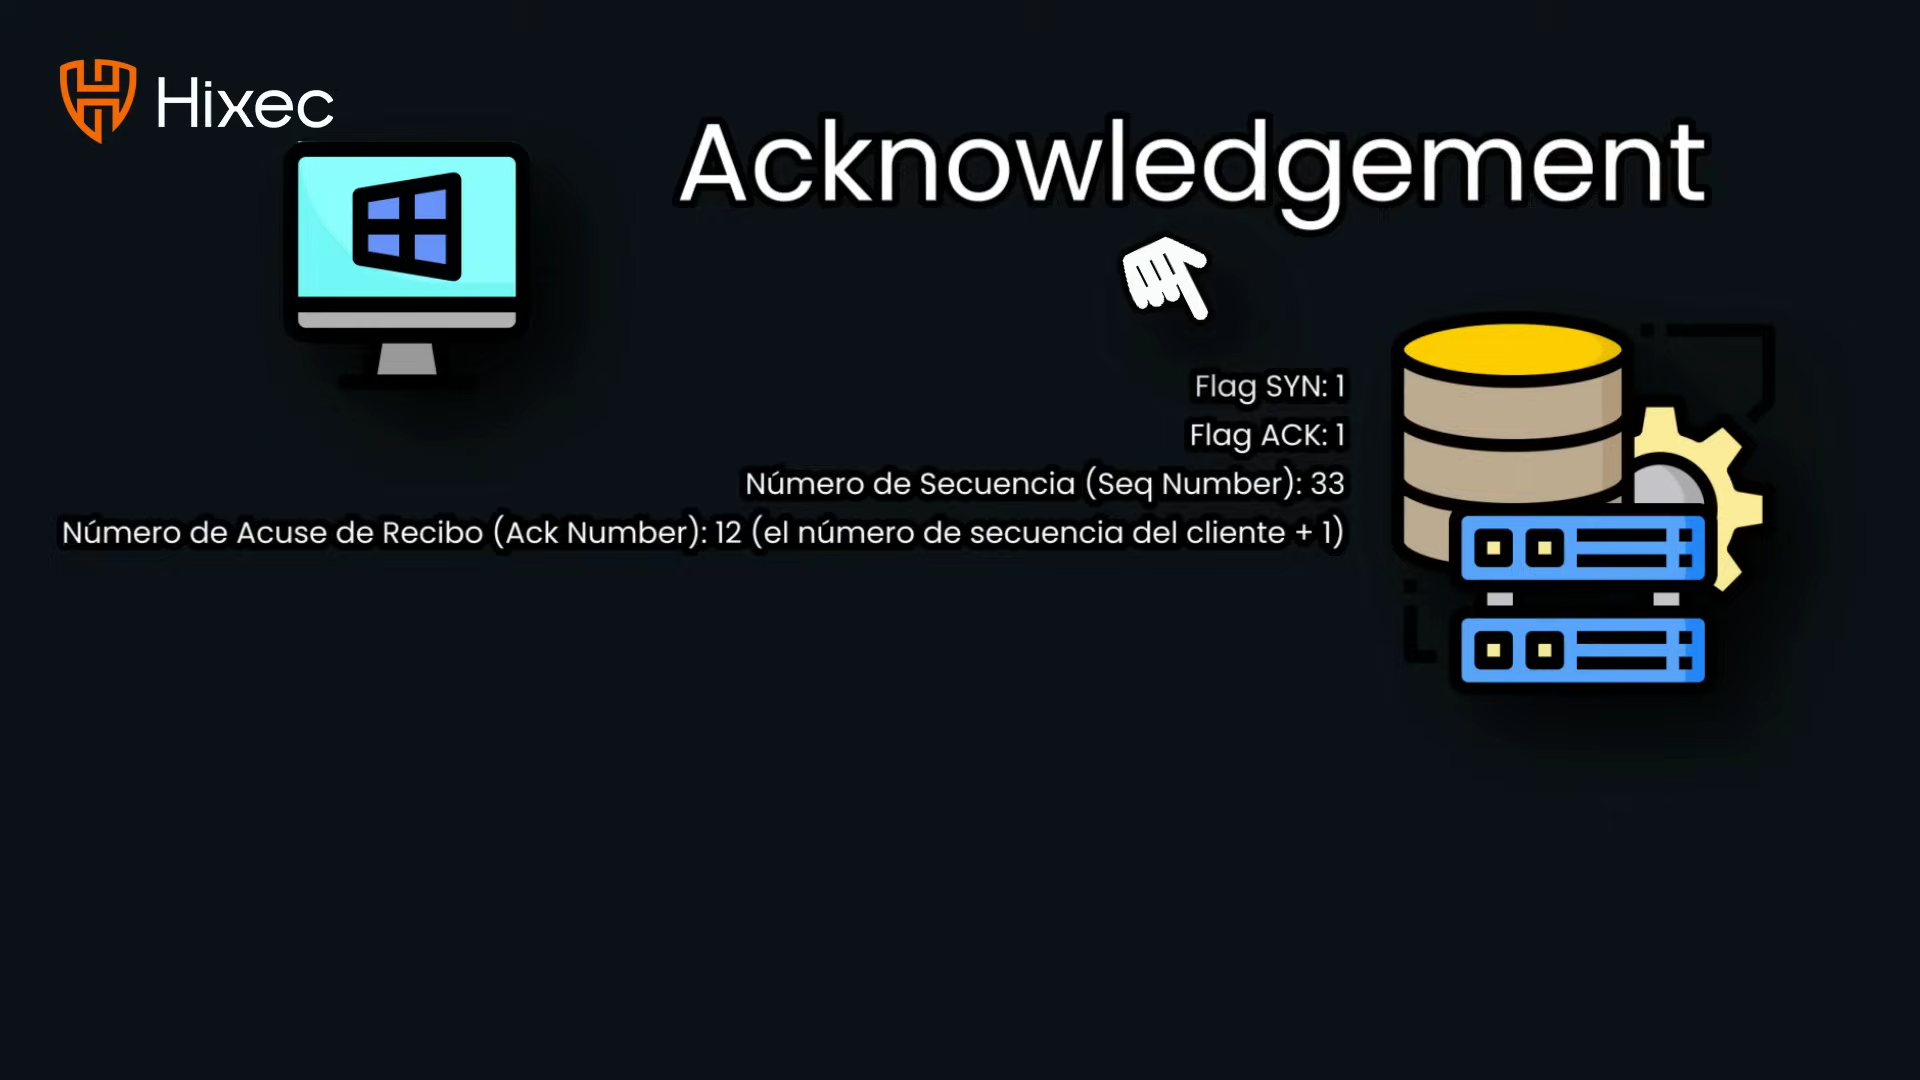 Hixec
Acknowledgement
Flag SYN: 1
Flag ACK: 1
Número de Secuencia (Seq Number): 33
Número de Acuse de Recibo (Ack Number): 12 (el número de secuencia del cliente + 1)